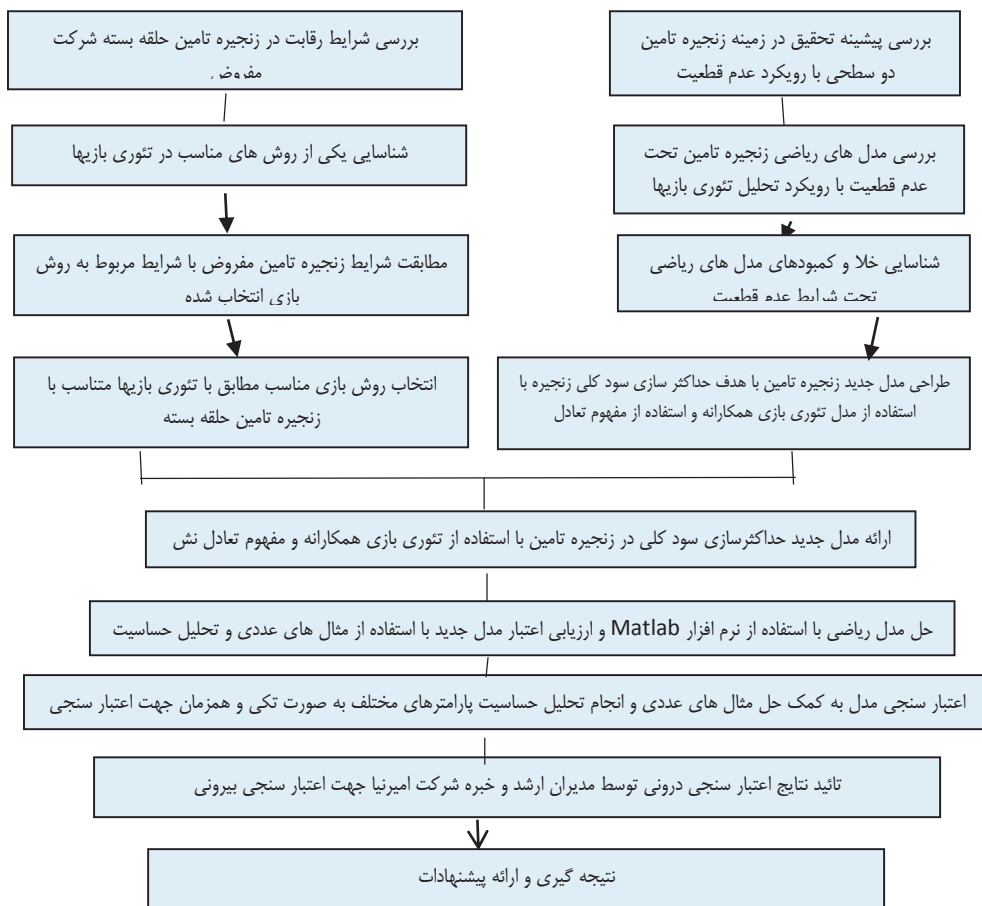 بررسی پیشینه تحقیق در زمینه زنجیره تامین
دو سطحی با رویکرد عدم قطعیت
بررسی مدل های ریاضی زنجیره تامین تحت
عدم قطعیت با رویکرد تحلیل تئوری بازیها
شناسایی خلا و کمبودهای مدل های ریاضی
تحت شرایط عدم قطعیت
طراحی مدل جدید زنجیره تامین با هدف حداکثر سازی سود کلی زنجیره با
استفاده از مدل تئوری بازی همکارانه و استفاده از مفهوم تعادل
بررسی شرایط رقابت در زنجیره تامین حلقه بسته شرکت
مفروض
شناسایی یکی از روش های مناسب در تئوری بازیها
مطابقت شرایط زنجیره تامین مفروض با شرایط مربوط به روش
بازی انتخاب شده
انتخاب روش بازی مناسب مطابق با تئوری بازیها متناسب با
زنجیره تامین حلقه بسته
ارائه مدل جدید حداکثرسازی سود کلی در زنجیره تامین با استفاده از تئوری بازی همکارانه و مفهوم تعادل نش
حل مدل ریاضی با استفاده از نرم افزار Matlab و ارزیابی اعتبار مدل جدید با استفاده از مثال های عددی و تحلیل حساسیت
اعتبار سنجی مدل به کمک حل مثال های عددی و انجام تحلیل حساسیت پارامترهای مختلف به صورت تکی و همزمان جهت اعتبار سنجی
تائید نتایج اعتبار سنجی درونی توسط مدیران ارشد و خبره شرکت امیرنیا جهت اعتبار سنجی بیرونی
نتیجه گیری و ارائه پیشنهادات